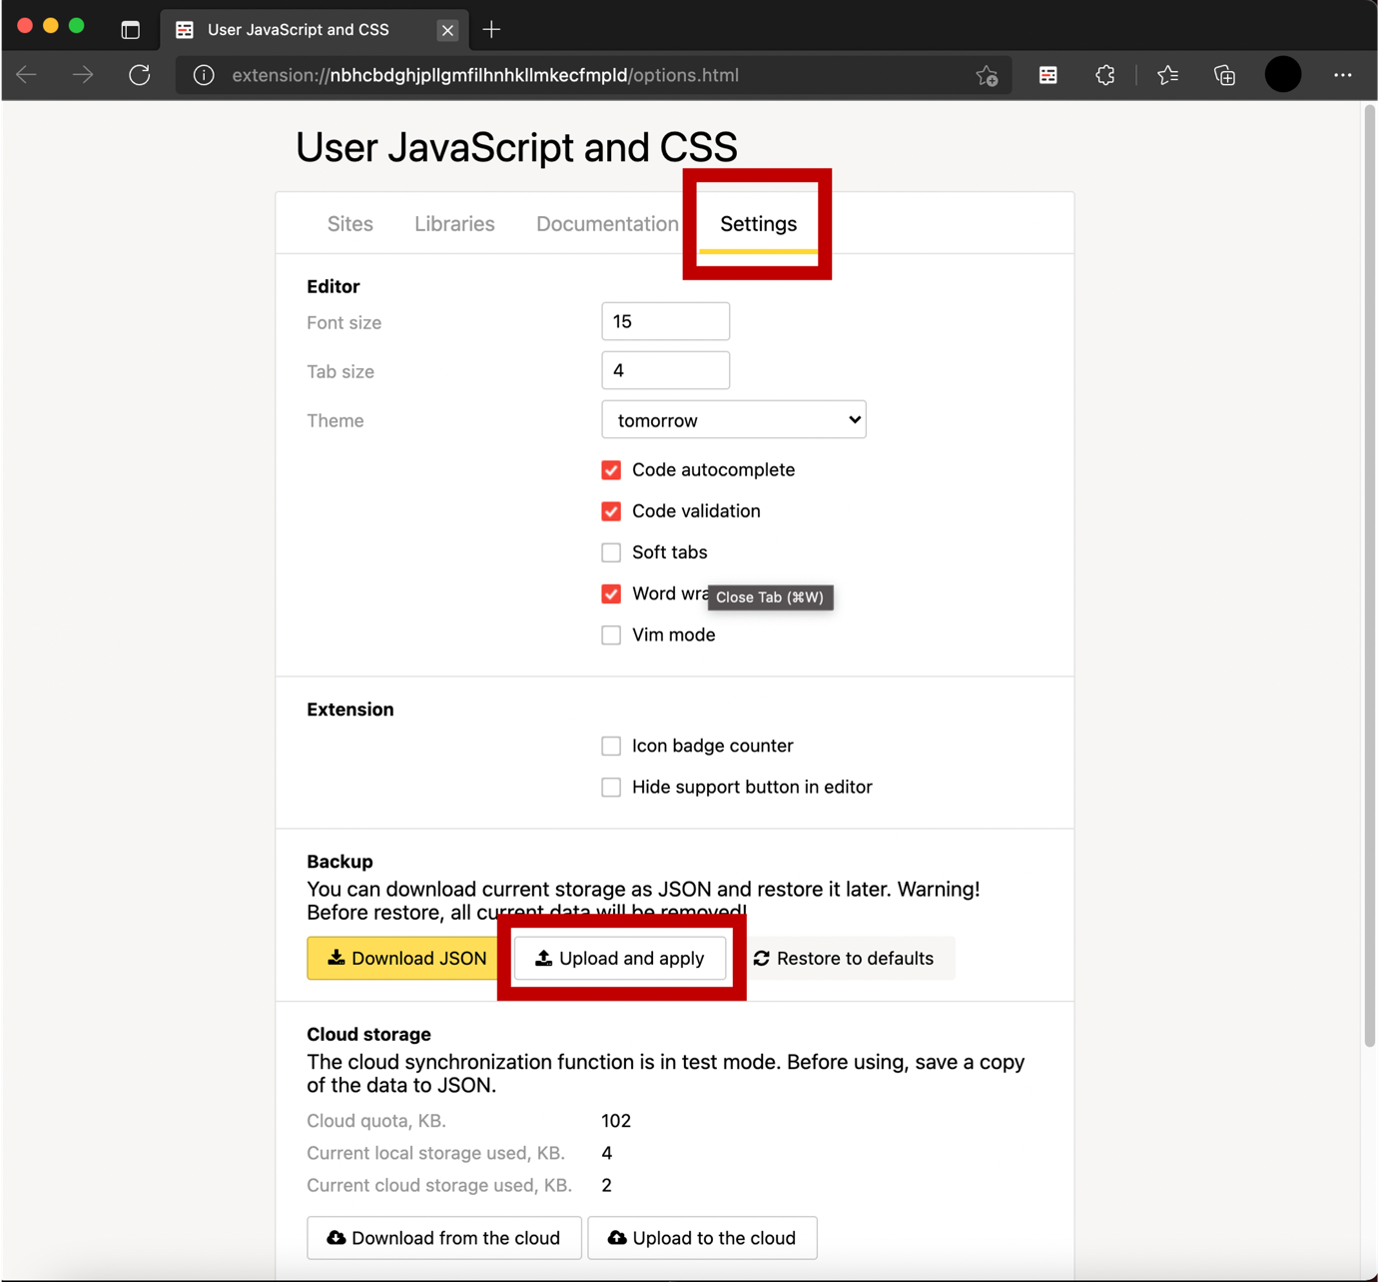 User JavaScript and CSS
extension://nbhcbdghjpllgmfilhnhkllmkecfmpld/options.html
User JavaScript and CSS
Sites Libraries Documentation Settings
Editor
Font size 15
Tab size 4
Theme tomorrow
Code autocomplete
Code validation
Soft tabs
Word wra Close Tab (⌘W)
Vim mode
Extension
Icon badge counter
Hide support button in editor
Backup
You can download current storage as JSON and restore it later. Warning!
Before restore, all current data will be removed!
Download JSON Upload and apply Restore to defaults
Cloud storage
The cloud synchronization function is in test mode. Before using, save a copy
of the data to JSON.
Cloud quota, KB. 102
Current local storage used, KB. 4
Current cloud storage used, KB. 2
Download from the cloud Upload to the cloud